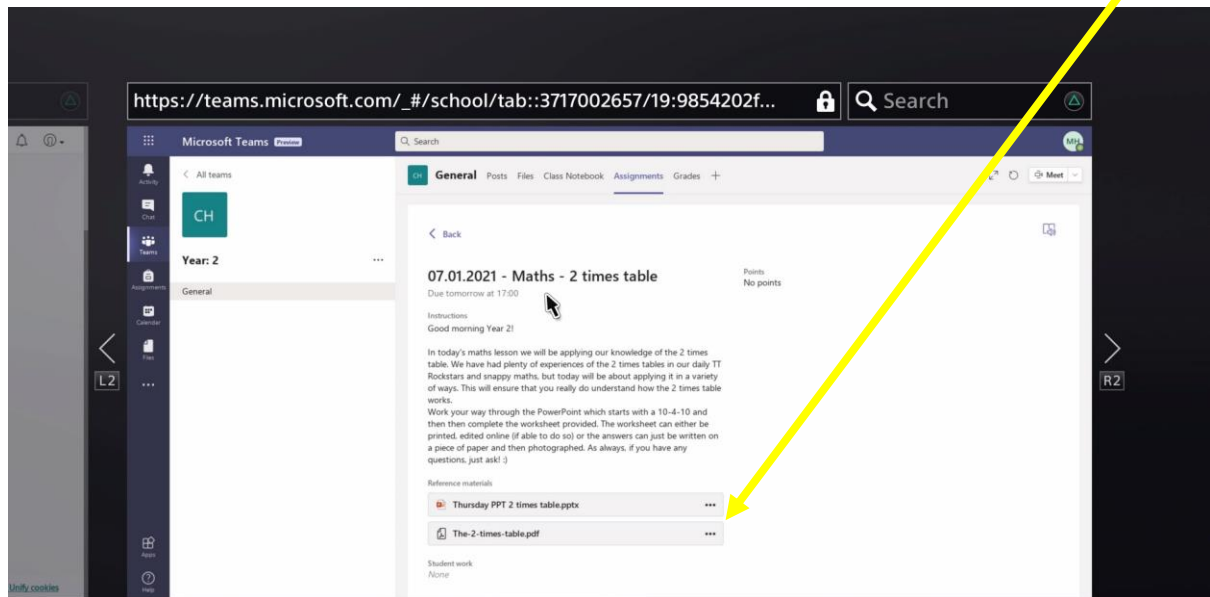 https://teams.microsoft.com/_#/school/tab::3717002657/19:9854202f...
Search
Microsoft Teams Preview
Search
MH
Activity
Chat
Teams
Assignments
Calendar
Files
Apps
Help
All teams
CH
Year: 2
General
CH General Posts Files Class Notebook Assignments Grades +
Meet
Back
07.01.2021 - Maths - 2 times table
Due tomorrow at 17:00
Points
No points
Instructions
Good morning Year 2!
In today's maths lesson we will be applying our knowledge of the 2 times
table. We have had plenty of experiences of the 2 times tables in our daily TT
Rockstars and snappy maths, but today will be about applying it in a variety
of ways. This will ensure that you really do understand how the 2 times table
works.
Work your way through the PowerPoint which starts with a 10-4-10 and
then then complete the worksheet provided. The worksheet can either be
printed, edited online (if able to do so) or the answers can just be written on
a piece of paper and then photographed. As always, if you have any
questions, just ask! :)
Reference materials
Thursday PPT 2 times table.pptx
The-2-times-table.pdf
Student work
None
L2
R2
Unify cookies